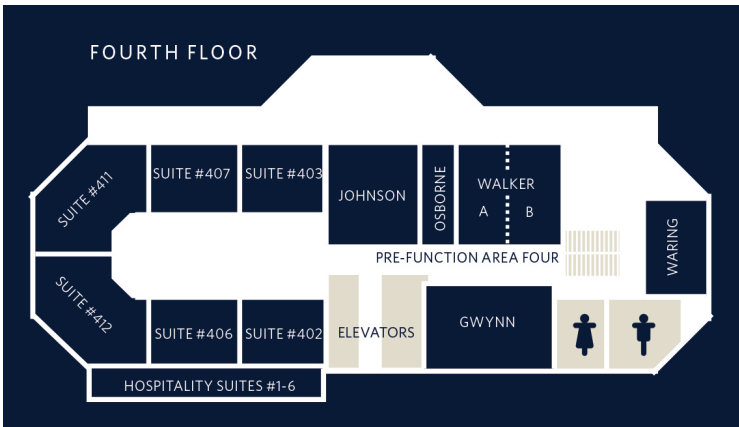 FOURTH FLOOR
SUITE #411
SUITE #407
SUITE #403
JOHNSON
OSBORNE
WALKER
A
B
WARING
PRE-FUNCTION AREA FOUR
SUITE #412
SUITE #406
SUITE #402
ELEVATORS
GWYNN
HOSPITALITY SUITES #1-6